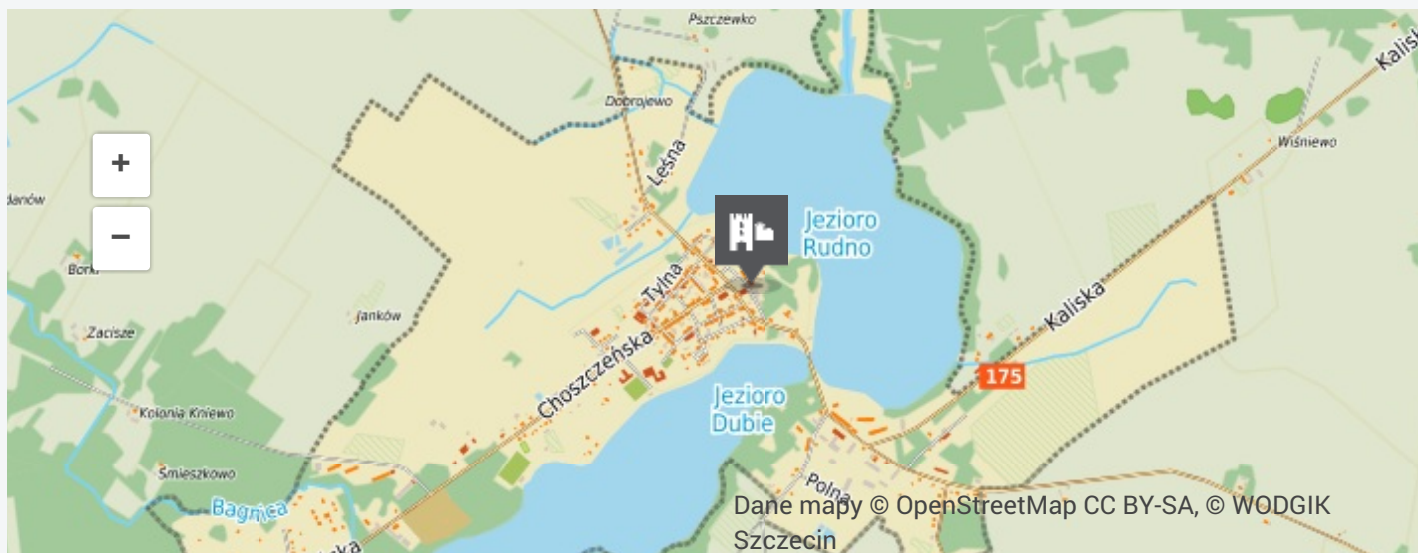 Pszczewko
Kaliska
Dobrojewo
+
Wiśniewo
Leśna
danów
Jezioro
Rudno
−
Borki
Tylna
Kaliska
Janków
Zacisze
Choszczeńska
175
Jezioro
Dubie
Kolonia Kniewo
Śmieszkowo
Polna
Bagnica
Dane mapy © OpenStreetMap CC BY-SA, © WODGIK
Szczecin
ska